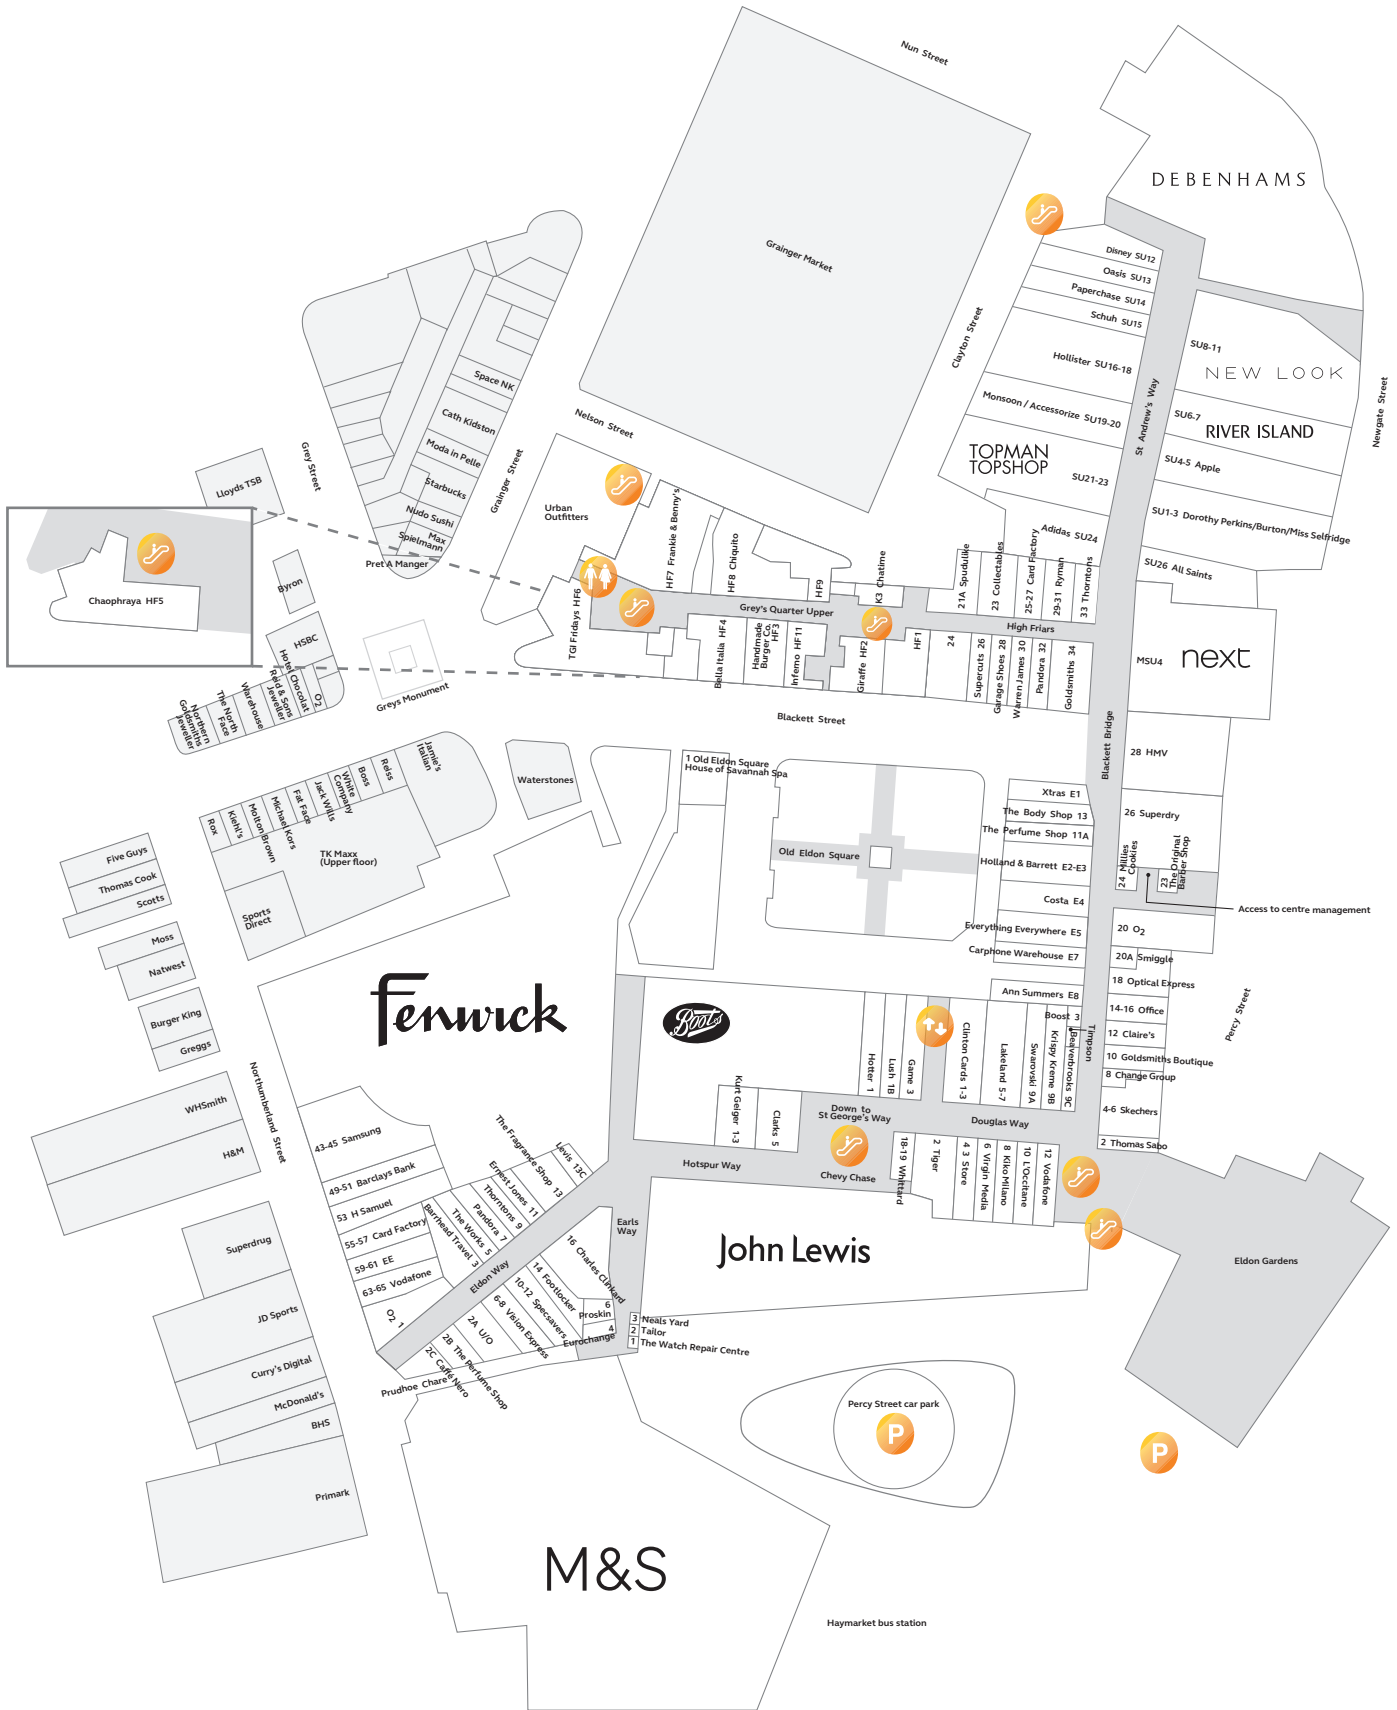 Nun Street
DEBENHAMS
Grainger Market
Disney SU12
Oasis SU13
Paperchase SU14
Schuh SU15
Hollister SU16-18
Monsoon / Accessorize SU19-20
TOPMAN
TOPSHOP
SU21-23
Adidas SU24
Clayton Street
St Andrew's Way
Newgate Street
SU8-11
NEW LOOK
SU6-7
RIVER ISLAND
SU4-5 Apple
SU1-3 Dorothy Perkins/Burton/Miss Selfridge
SU26 All Saints
MSU4
next
Space NK
Cath Kidston
Moda in Pelle
Starbucks
Nudo Sushi
Max
Spielmann
Pret A Manger
Grey Street
Grainger Street
Nelson Street
Lloyds TSB
Chaophraya HF5
Byron
HSBC
Hotel Chocolat
O2
Reid & Sons
Jeweller
Warehouse
The North
Face
Northern
Goldsmiths
Jeweller
Greys Monument
Urban
Outfitters
TGI Fridays HF6
HF7 Frankie & Benny's
HF8 Chiquito
HF9
K3 Chatime
Grey's Quarter Upper
Bella Italia HF4
Handmade
Burger Co.
HF3
Inferno HF11
Giraffe HF2
HF1
21A Spudulike
23 Collectables
25-27 Card Factory
29-31 Ryman
33 Thorntons
High Friars
24
Supercuts 26
Garage Shoes 28
Warren James 30
Pandora 32
Goldsmiths 34
Blackett Street
Blackett Bridge
28 HMV
26 Superdry
24 Millies
Cookies
23
The Original
Barber Shop
Access to centre management
20 O2
20A Smiggle
18 Optical Express
14-16 Office
12 Claire's
10 Goldsmiths Boutique
8 Change Group
4-6 Skechers
2 Thomas Sabo
Percy Street
Xtras E1
The Body Shop 13
The Perfume Shop 11A
Holland & Barrett E2-E3
Costa E4
Everything Everywhere E5
Carphone Warehouse E7
Ann Summers E8
Boost 3
Timpson
Beaverbrooks 9C
Krispy Kreme 9B
Swarovski 9A
Lakeland 5-7
Clinton Cards 1-3
Game 3
Lush 1B
Hotter 1
Old Eldon Square
1 Old Eldon Square
House of Savannah Spa
Waterstones
Jamie's
Italian
Reiss
Boss
White
Company
Jack Wills
Fat Face
Michael Kors
Molton Brown
Kiehl's
Rox
TK Maxx
(Upper floor)
Sports
Direct
Five Guys
Thomas Cook
Scotts
Moss
Natwest
Burger King
Greggs
WHSmith
H&M
Northumberland Street
Superdrug
JD Sports
Curry's Digital
McDonald's
BHS
Primark
Fenwick
Boots
Kurt Geiger 1-3
Clarks 5
Down to
St George's Way
Chevy Chase
Hotspur Way
Douglas Way
18-19 Whittard
2 Tiger
4 3 Store
6 Virgin Media
8 Kiko Milano
10 L'Occitane
12 Vodafone
43-45 Samsung
49-51 Barclays Bank
53 H Samuel
55-57 Card Factory
59-61 EE
63-65 Vodafone
O2 1
Barrhead Travel 3
The Works 5
Pandora 7
Thorntons 9
Ernest Jones 11
The Fragrance Shop 13
Levis 13C
Eldon Way
Earls
Way
16 Charles Clinkard
14 Footlocker
10-12 Specsavers
6-8 Vision Express
2A U/O
2B The Perfume Shop
2C Caffé Nero
6
Proskin
4
Eurochange
3 Neals Yard
2 Tailor
1 The Watch Repair Centre
Prudhoe Chare
John Lewis
Eldon Gardens
Percy Street car park
P
P
M&S
Haymarket bus station